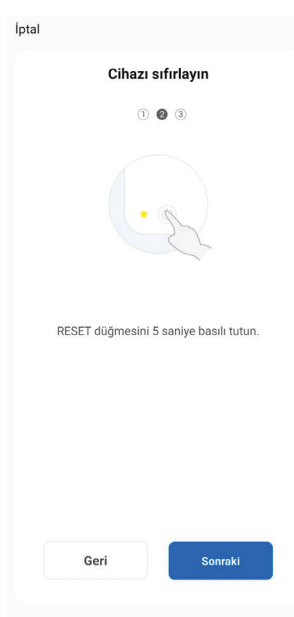 İptal
Cihazı sıfırlayın
① ❷ ③
RESET düğmesini 5 saniye basılı tutun.
Geri
Sonraki